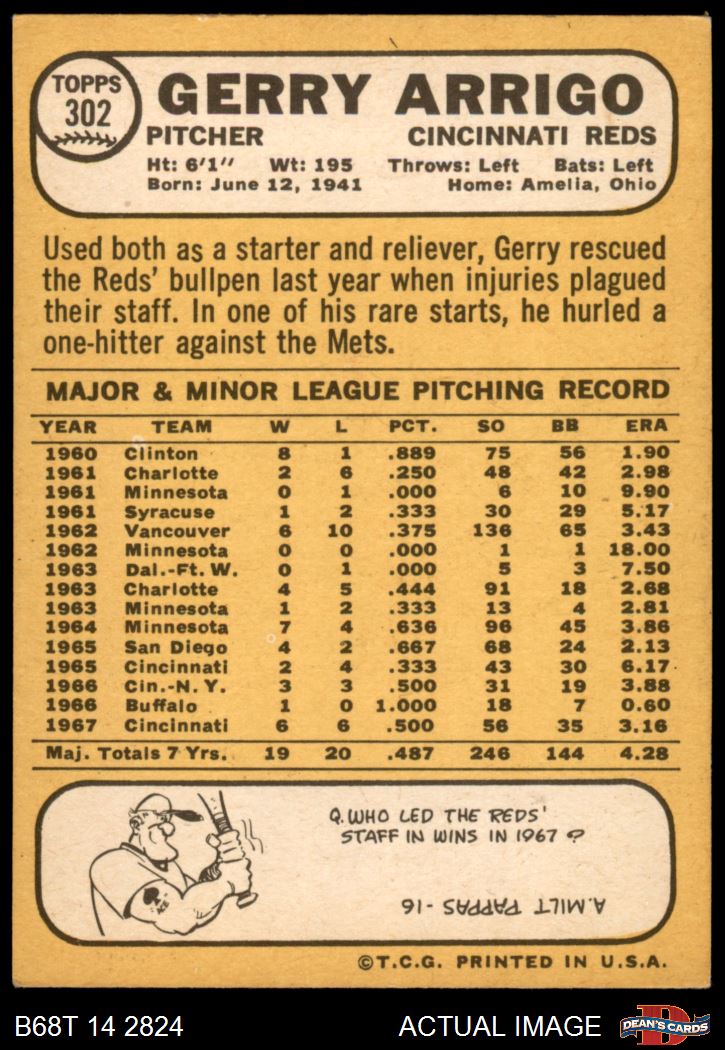 TOPPS
302
GERRY ARRIGO
PITCHER CINCINNATI REDS
Ht: 6'1" Wt: 195 Throws: Left Bats: Left
Born: June 12, 1941 Home: Amelia, Ohio
Used both as a starter and reliever, Gerry rescued
the Reds' bullpen last year when injuries plagued
their staff. In one of his rare starts, he hurled a
one-hitter against the Mets.
MAJOR & MINOR LEAGUE PITCHING RECORD
YEAR TEAM W L PCT. SO BB ERA
1960 Clinton 8 1 .889 75 56 1.90
1961 Charlotte 2 6 .250 48 42 2.98
1961 Minnesota 0 1 .000 6 10 9.90
1961 Syracuse 1 2 .333 30 29 5.17
1962 Vancouver 6 10 .375 136 65 3.43
1962 Minnesota 0 0 .000 1 1 18.00
1963 Dal.-Ft. W. 0 1 .000 5 3 7.50
1963 Charlotte 4 5 .444 91 18 2.68
1963 Minnesota 1 2 .333 13 4 2.81
1964 Minnesota 7 4 .636 96 45 3.86
1965 San Diego 4 2 .667 68 24 2.13
1965 Cincinnati 2 4 .333 43 30 6.17
1966 Cin.-N.Y. 3 3 .500 31 19 3.88
1966 Buffalo 1 0 1.000 18 7 0.60
1967 Cincinnati 6 6 .500 56 35 3.16
Maj. Totals 7 Yrs. 19 20 .487 246 144 4.28
Q. WHO LED THE REDS'
STAFF IN WINS IN 1967?
A. MILT PAPPAS -16
ACE
©T.C.G. PRINTED IN U.S.A.
B68T 14 2824 ACTUAL IMAGE
D
DEAN'S CARDS